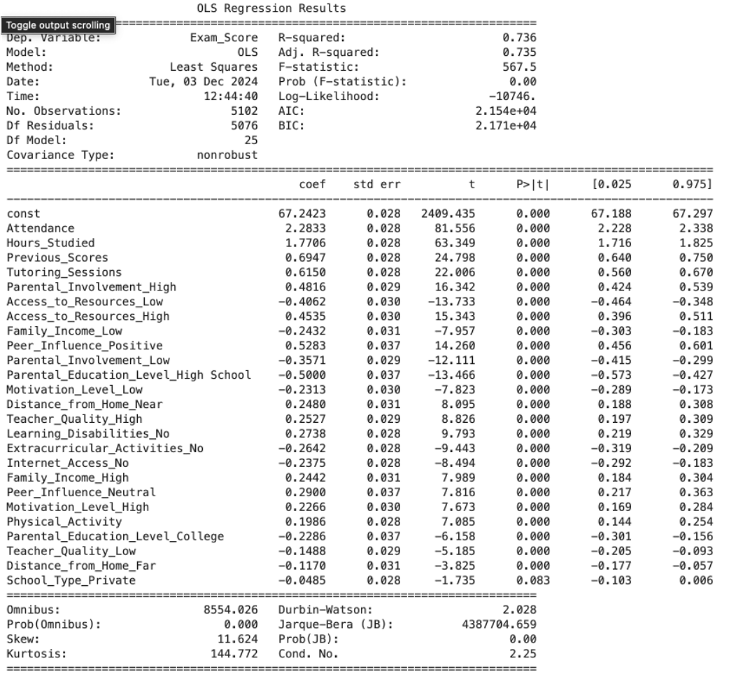 OLS Regression Results
Toggle output scrolling
Dep. Variable: Exam_Score R-squared: 0.736
Model: OLS Adj. R-squared: 0.735
Method: Least Squares F-statistic: 567.5
Date: Tue, 03 Dec 2024 Prob (F-statistic): 0.00
Time: 12:44:40 Log-Likelihood: -10746.
No. Observations: 5102 AIC: 2.154e+04
Df Residuals: 5076 BIC: 2.171e+04
Df Model: 25
Covariance Type: nonrobust
coef std err t P>|t| [0.025 0.975]
const 67.2423 0.028 2409.435 0.000 67.188 67.297
Attendance 2.2833 0.028 81.556 0.000 2.228 2.338
Hours_Studied 1.7706 0.028 63.349 0.000 1.716 1.825
Previous_Scores 0.6947 0.028 24.798 0.000 0.640 0.750
Tutoring_Sessions 0.6150 0.028 22.006 0.000 0.560 0.670
Parental_Involvement_High 0.4816 0.029 16.342 0.000 0.424 0.539
Access_to_Resources_Low -0.4062 0.030 -13.733 0.000 -0.464 -0.348
Access_to_Resources_High 0.4535 0.030 15.343 0.000 0.396 0.511
Family_Income_Low -0.2432 0.031 -7.957 0.000 -0.303 -0.183
Peer_Influence_Positive 0.5283 0.037 14.260 0.000 0.456 0.601
Parental_Involvement_Low -0.3571 0.029 -12.111 0.000 -0.415 -0.299
Parental_Education_Level_High School -0.5000 0.037 -13.466 0.000 -0.573 -0.427
Motivation_Level_Low -0.2313 0.030 -7.823 0.000 -0.289 -0.173
Distance_from_Home_Near 0.2480 0.031 8.095 0.000 0.188 0.308
Teacher_Quality_High 0.2527 0.029 8.826 0.000 0.197 0.309
Learning_Disabilities_No 0.2738 0.028 9.793 0.000 0.219 0.329
Extracurricular_Activities_No -0.2642 0.028 -9.443 0.000 -0.319 -0.209
Internet_Access_No -0.2375 0.028 -8.494 0.000 -0.292 -0.183
Family_Income_High 0.2442 0.031 7.989 0.000 0.184 0.304
Peer_Influence_Neutral 0.2900 0.037 7.816 0.000 0.217 0.363
Motivation_Level_High 0.2266 0.030 7.673 0.000 0.169 0.284
Physical_Activity 0.1986 0.028 7.085 0.000 0.144 0.254
Parental_Education_Level_College -0.2286 0.037 -6.158 0.000 -0.301 -0.156
Teacher_Quality_Low -0.1488 0.029 -5.185 0.000 -0.205 -0.093
Distance_from_Home_Far -0.1170 0.031 -3.825 0.000 -0.177 -0.057
School_Type_Private -0.0485 0.028 -1.735 0.083 -0.103 0.006
Omnibus: 8554.026 Durbin-Watson: 2.028
Prob(Omnibus): 0.000 Jarque-Bera (JB): 4387704.659
Skew: 11.624 Prob(JB): 0.00
Kurtosis: 144.772 Cond. No. 2.25